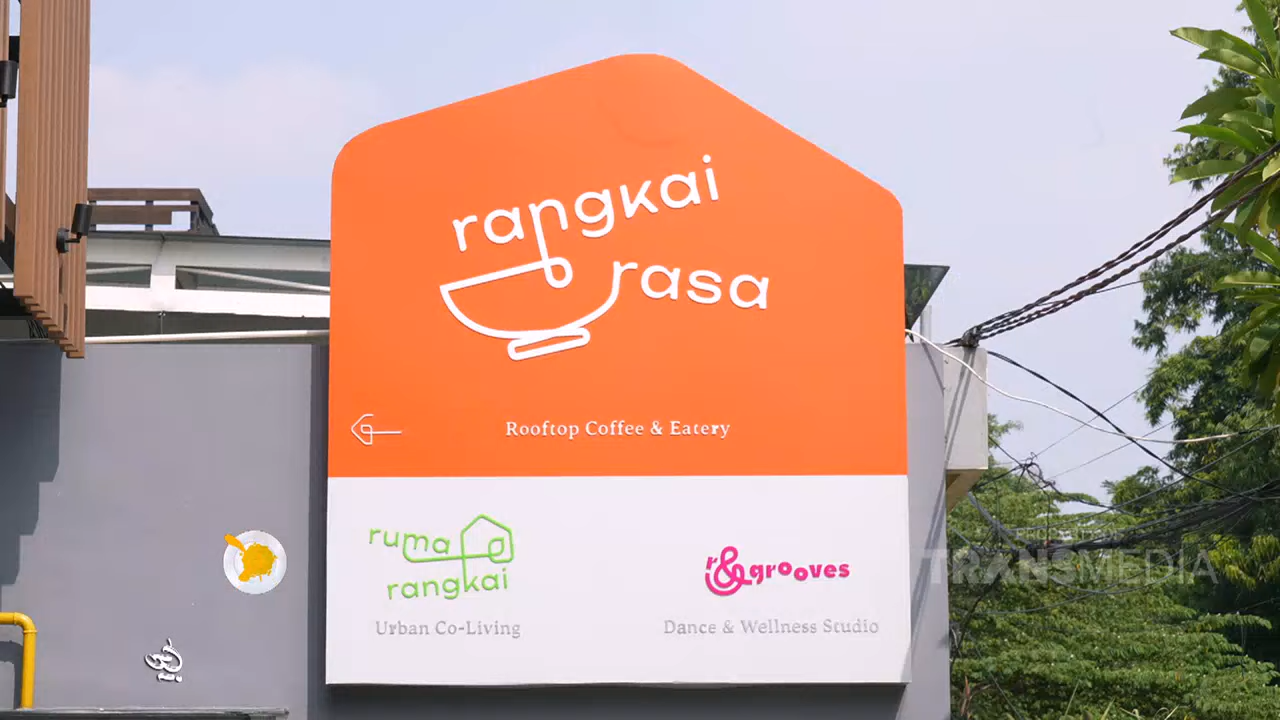 rangkai
rasa
Rooftop Coffee & Eatery
ruma
rangkai
Urban Co-Living
r&grooves
Dance & Wellness Studio
TRANSMEDIA